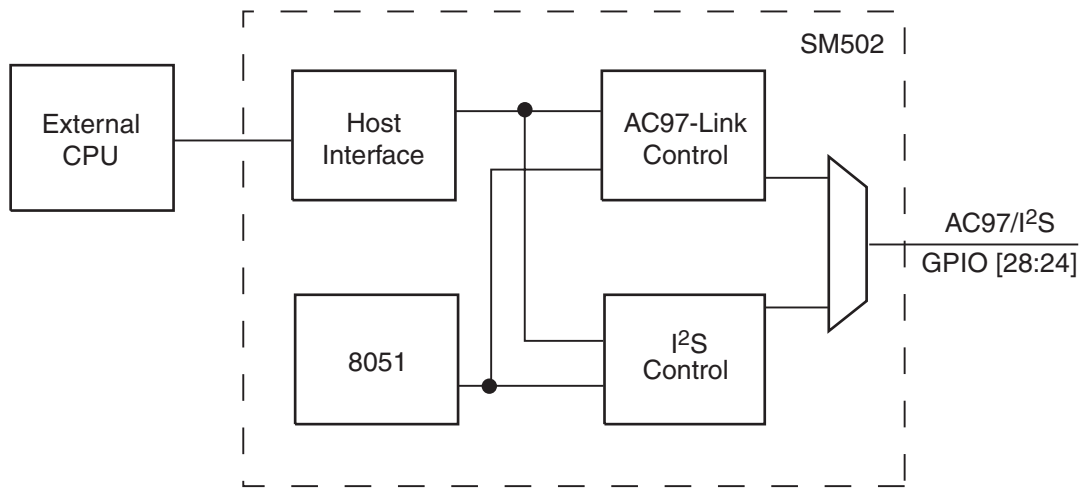 SM502
External
CPU
Host
Interface
AC97-Link
Control
AC97/I²S
GPIO [28:24]
8051
I²S
Control